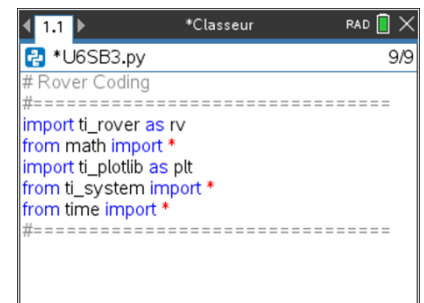 1.1 *Classeur RAD
*U6SB3.py 9/9
# Rover Coding
#================================
import ti_rover as rv
from math import *
import ti_plotlib as plt
from ti_system import *
from time import *
#================================